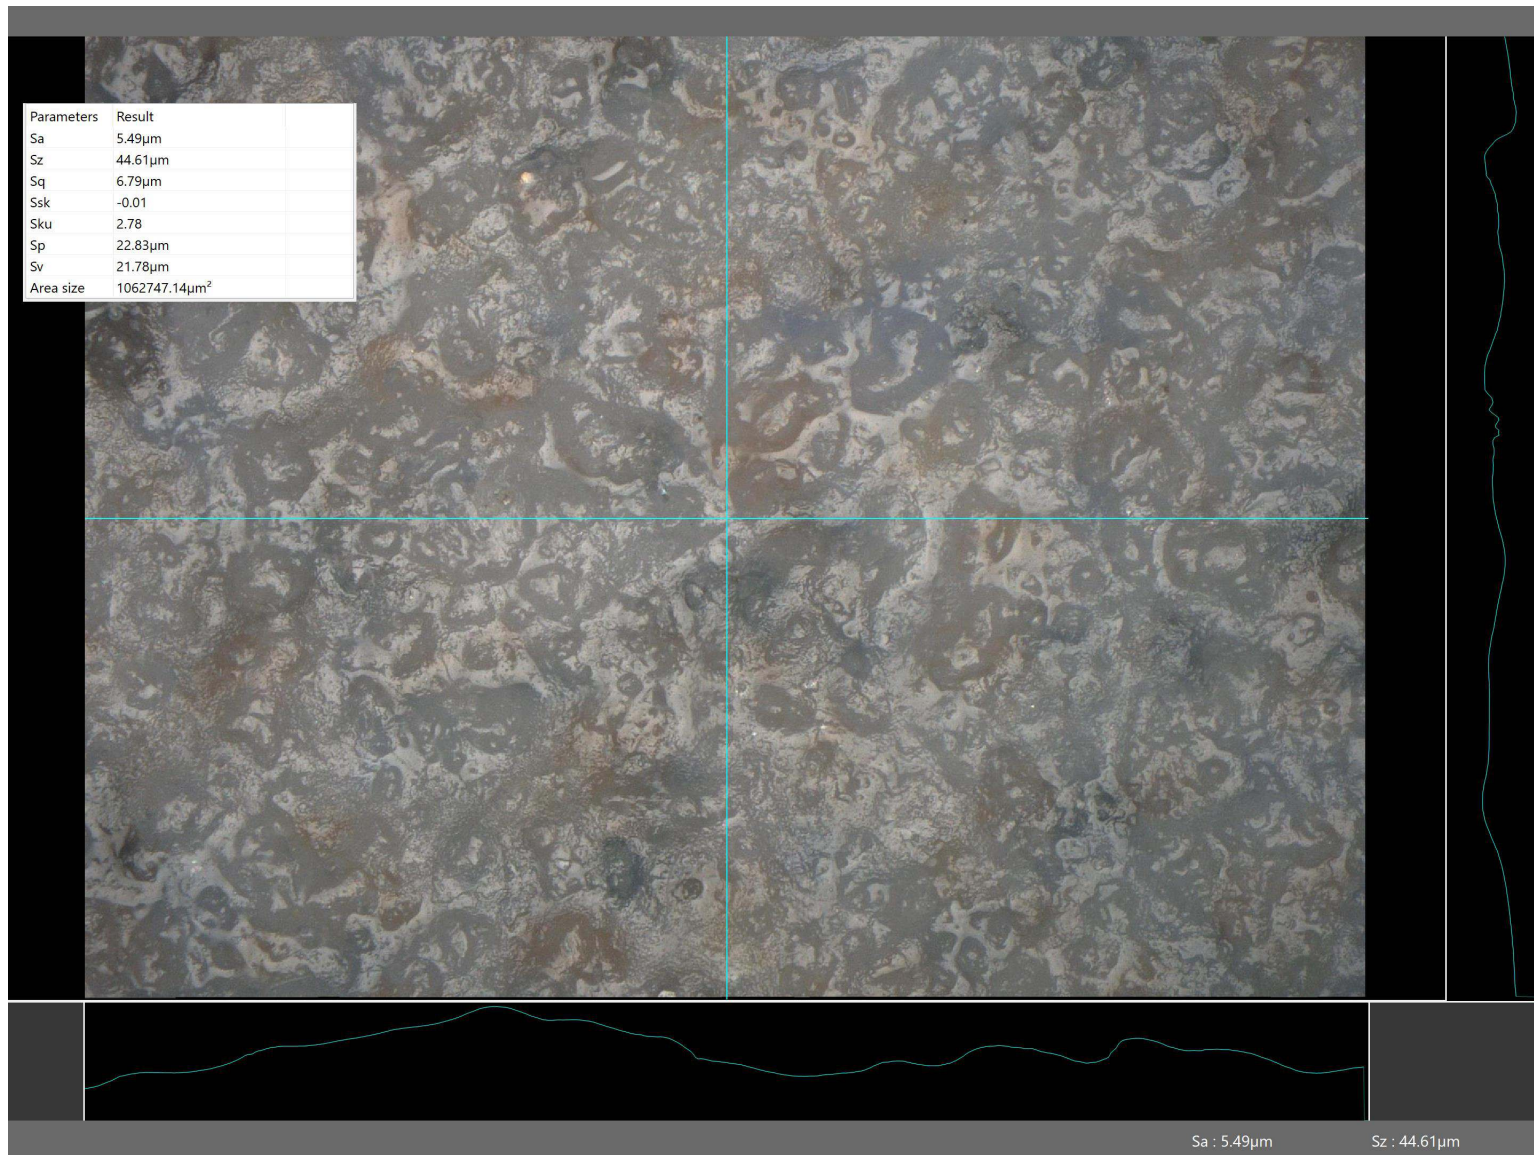 Parameters Result
Sa 5.49µm
Sz 44.61µm
Sq 6.79µm
Ssk -0.01
Sku 2.78
Sp 22.83µm
Sv 21.78µm
Area size 1062747.14µm²
Sa : 5.49µm Sz : 44.61µm